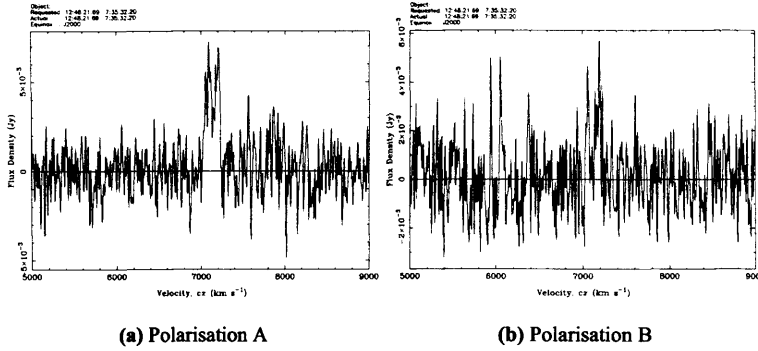 Object:
Requested 12:48.21.69 7.35.32.20
Actual 12:48.21.69 7.35.32.20
Equinox J2000
Flux Density (Jy)
5×10⁻³
0
−5×10⁻³
5000 6000 7000 8000 9000
Velocity, cz (km s⁻¹)
(a) Polarisation A
Object:
Requested 12:48.21.69 7.35.32.20
Actual 12:48.21.69 7.35.32.20
Equinox J2000
Flux Density (Jy)
6×10⁻³
4×10⁻³
2×10⁻³
0
−2×10⁻³
5000 6000 7000 8000 9000
Velocity, cz (km s⁻¹)
(b) Polarisation B